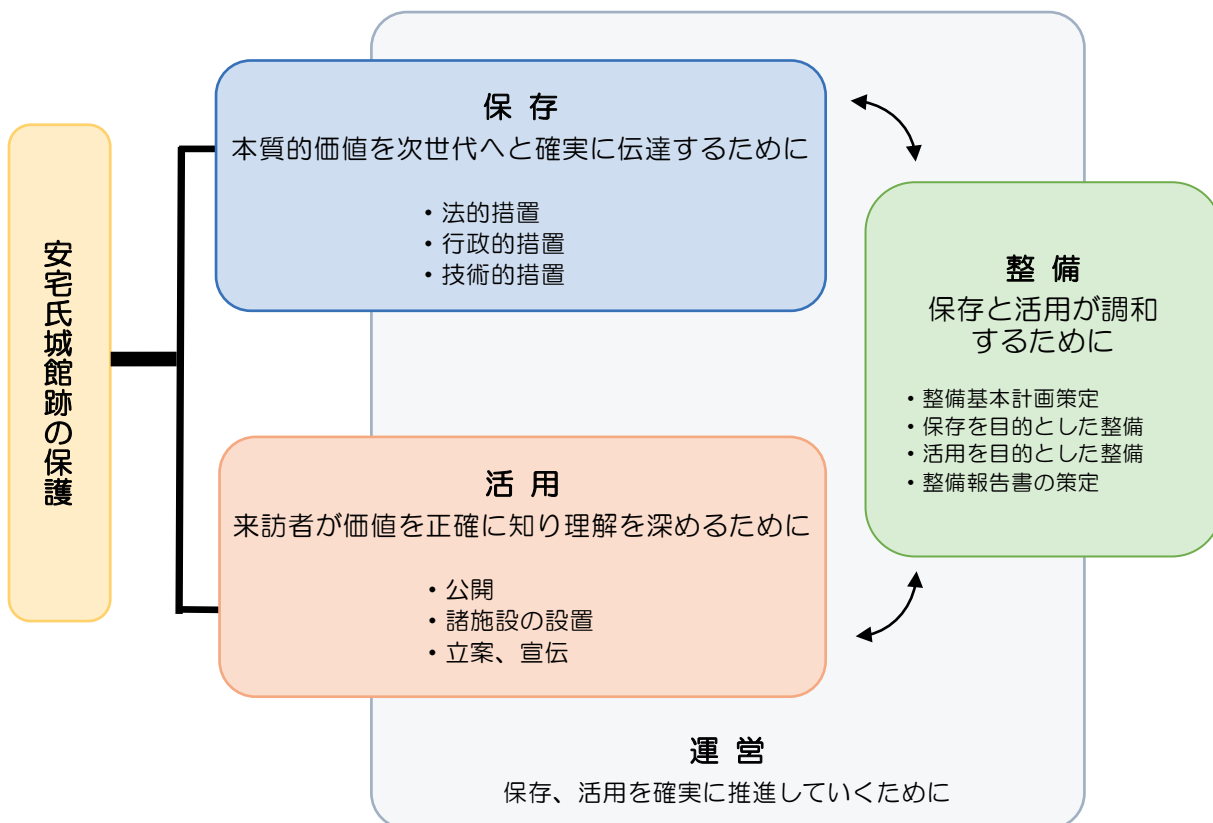 安宅氏城館跡の保護
保存
本質的価値を次世代へと確実に伝達するために
・法的措置
・行政的措置
・技術的措置
活用
来訪者が価値を正確に知り理解を深めるために
・公開
・諸施設の設置
・立案、宣伝
整備
保存と活用が調和
するために
・整備基本計画策定
・保存を目的とした整備
・活用を目的とした整備
・整備報告書の策定
運営
保存、活用を確実に推進していくために